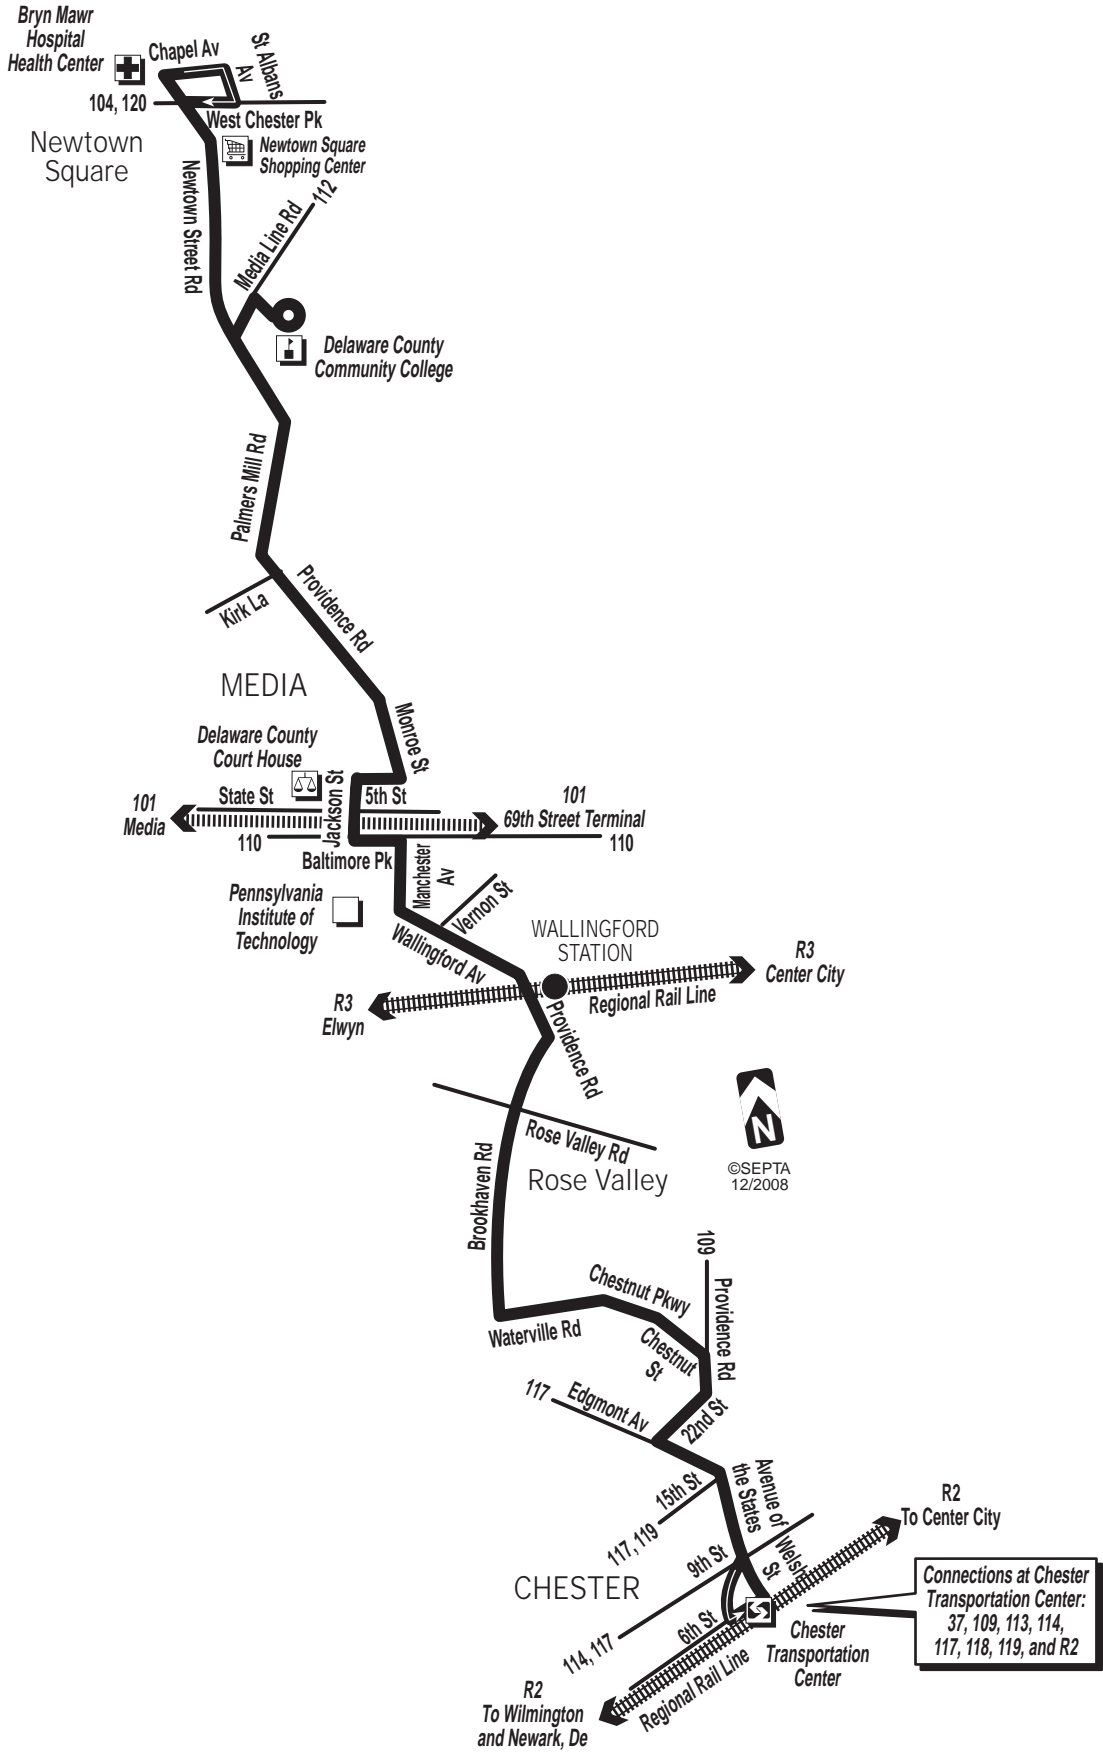 Bryn Mawr
Hospital
Health Center
Chapel Av
St Albans
Av
104, 120
West Chester Pk
Newtown
Square
Newtown Square
Shopping Center
Newtown Street Rd
112
Media Line Rd
Delaware County
Community College
Palmers Mill Rd
Providence Rd
Kirk La
MEDIA
Monroe St
Delaware County
Court House
Jackson St
State St
5th St
101
Media
101
69th Street Terminal
110
110
Baltimore Pk
Manchester
Av
Vernon St
Pennsylvania
Institute of
Technology
Wallingford Av
WALLINGFORD
STATION
R3
Center City
R3
Elwyn
Regional Rail Line
Providence Rd
N
©SEPTA
12/2008
Rose Valley Rd
Rose Valley
Brookhaven Rd
109
Providence Rd
Chestnut Pkwy
Waterville Rd
Chestnut
St
117
Edgmont Av
22nd St
Avenue of
the States
15th St
117, 119
R2
To Center City
Welsh
St
9th St
CHESTER
114, 117
6th St
Connections at Chester
Transportation Center:
37, 109, 113, 114,
117, 118, 119, and R2
Chester
Transportation
Center
Regional Rail Line
R2
To Wilmington
and Newark, De